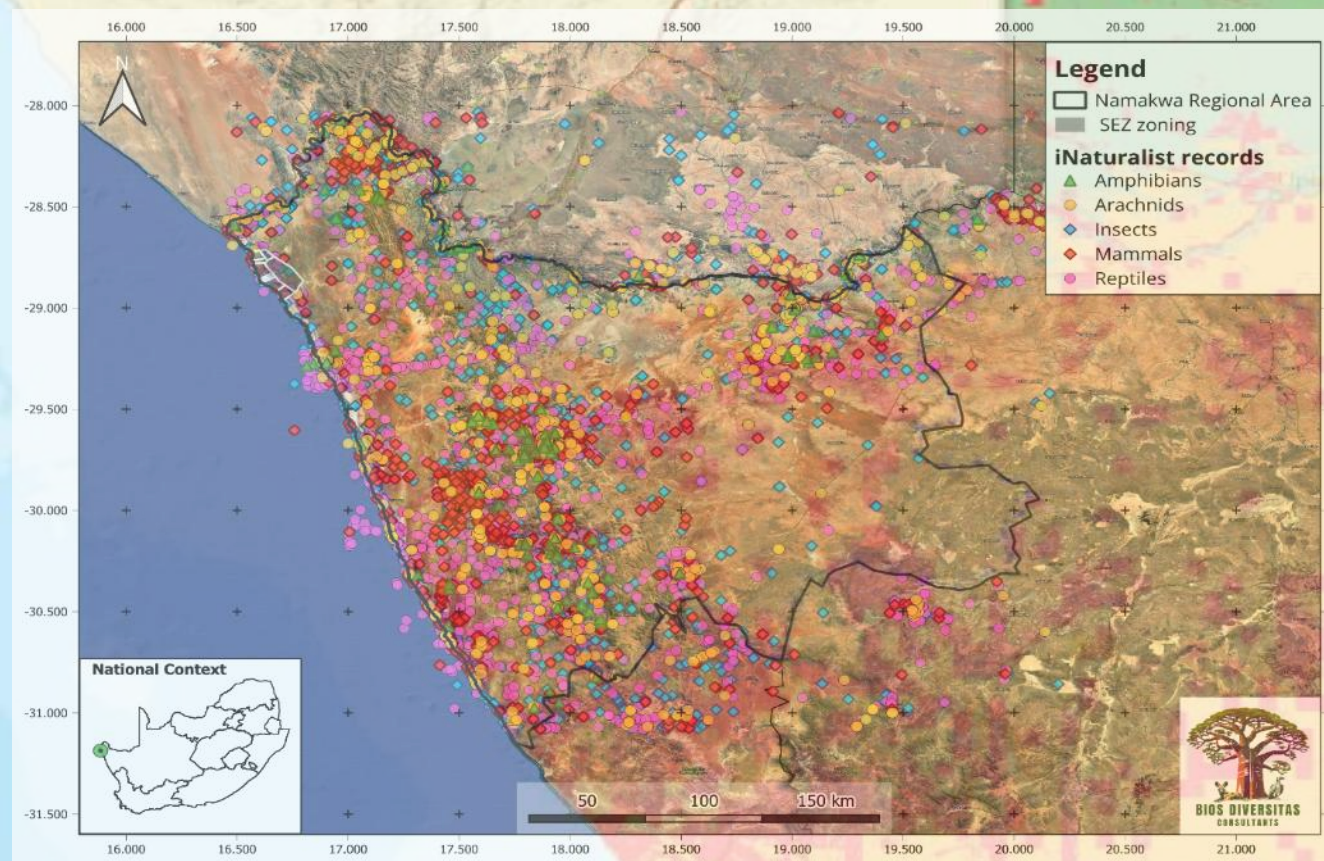 16.000 16.500 17.000 17.500 18.000 18.500 19.000 19.500 20.000 20.500 21.000
N
-28.000
-28.500
-29.000
-29.500
-30.000
-30.500
-31.000
-31.500
Legend
Namakwa Regional Area
SEZ zoning
iNaturalist records
Amphibians
Arachnids
Insects
Mammals
Reptiles
National Context
50 100 150 km
BIOS DIVERSITAS
CONSULTANTS
16.000 16.500 17.000 17.500 18.000 18.500 19.000 19.500 20.000 20.500 21.000